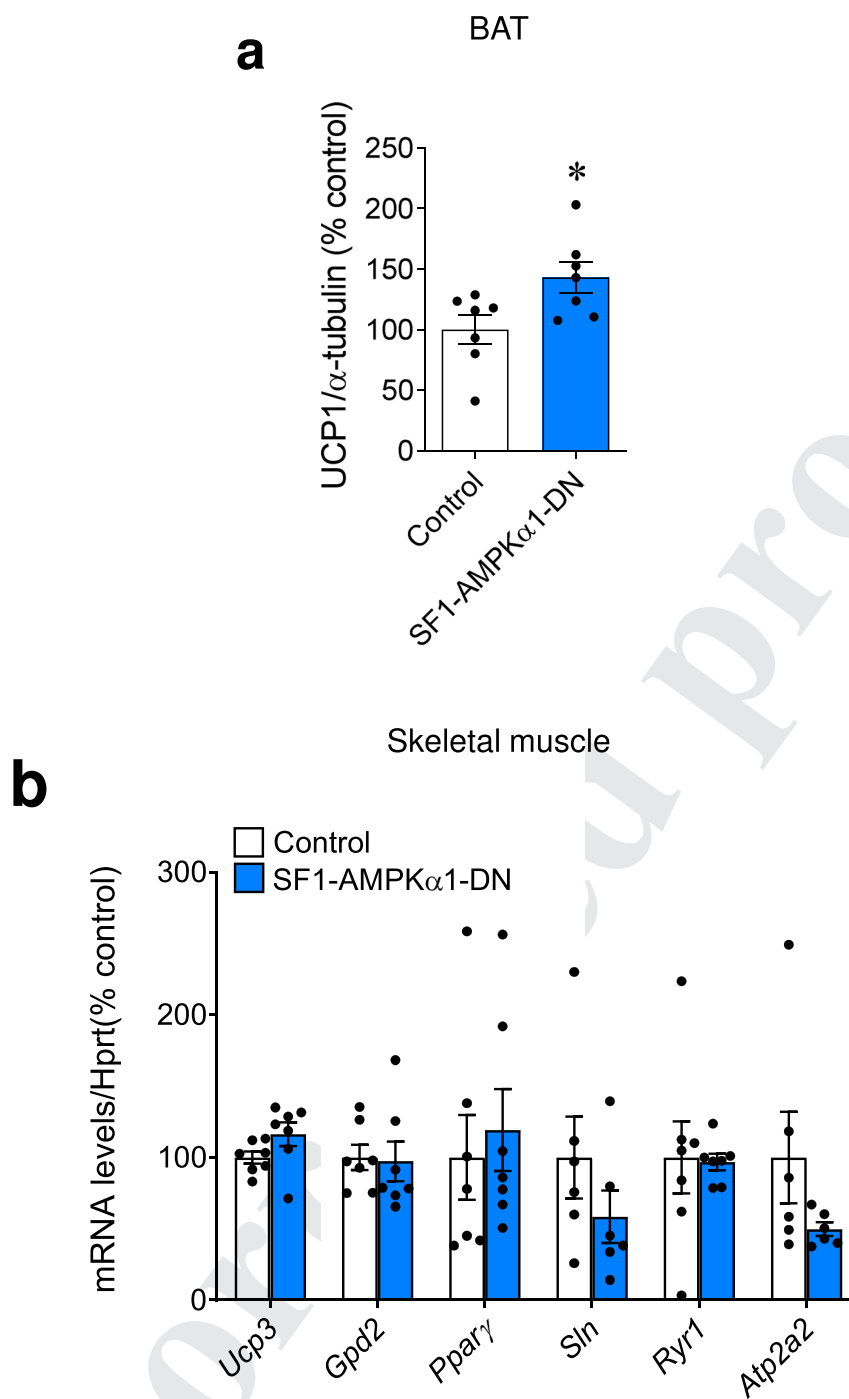 BAT
a
250
200
150
100
50
0
UCP1/α-tubulin (% control)
*
Control
SF1-AMPKα1-DN
Skeletal muscle
b
Control
SF1-AMPKα1-DN
300
200
100
0
mRNA levels/Hprt(% control)
Ucp3
Gpd2
Pparγ
Sln
Ryr1
Atp2a2